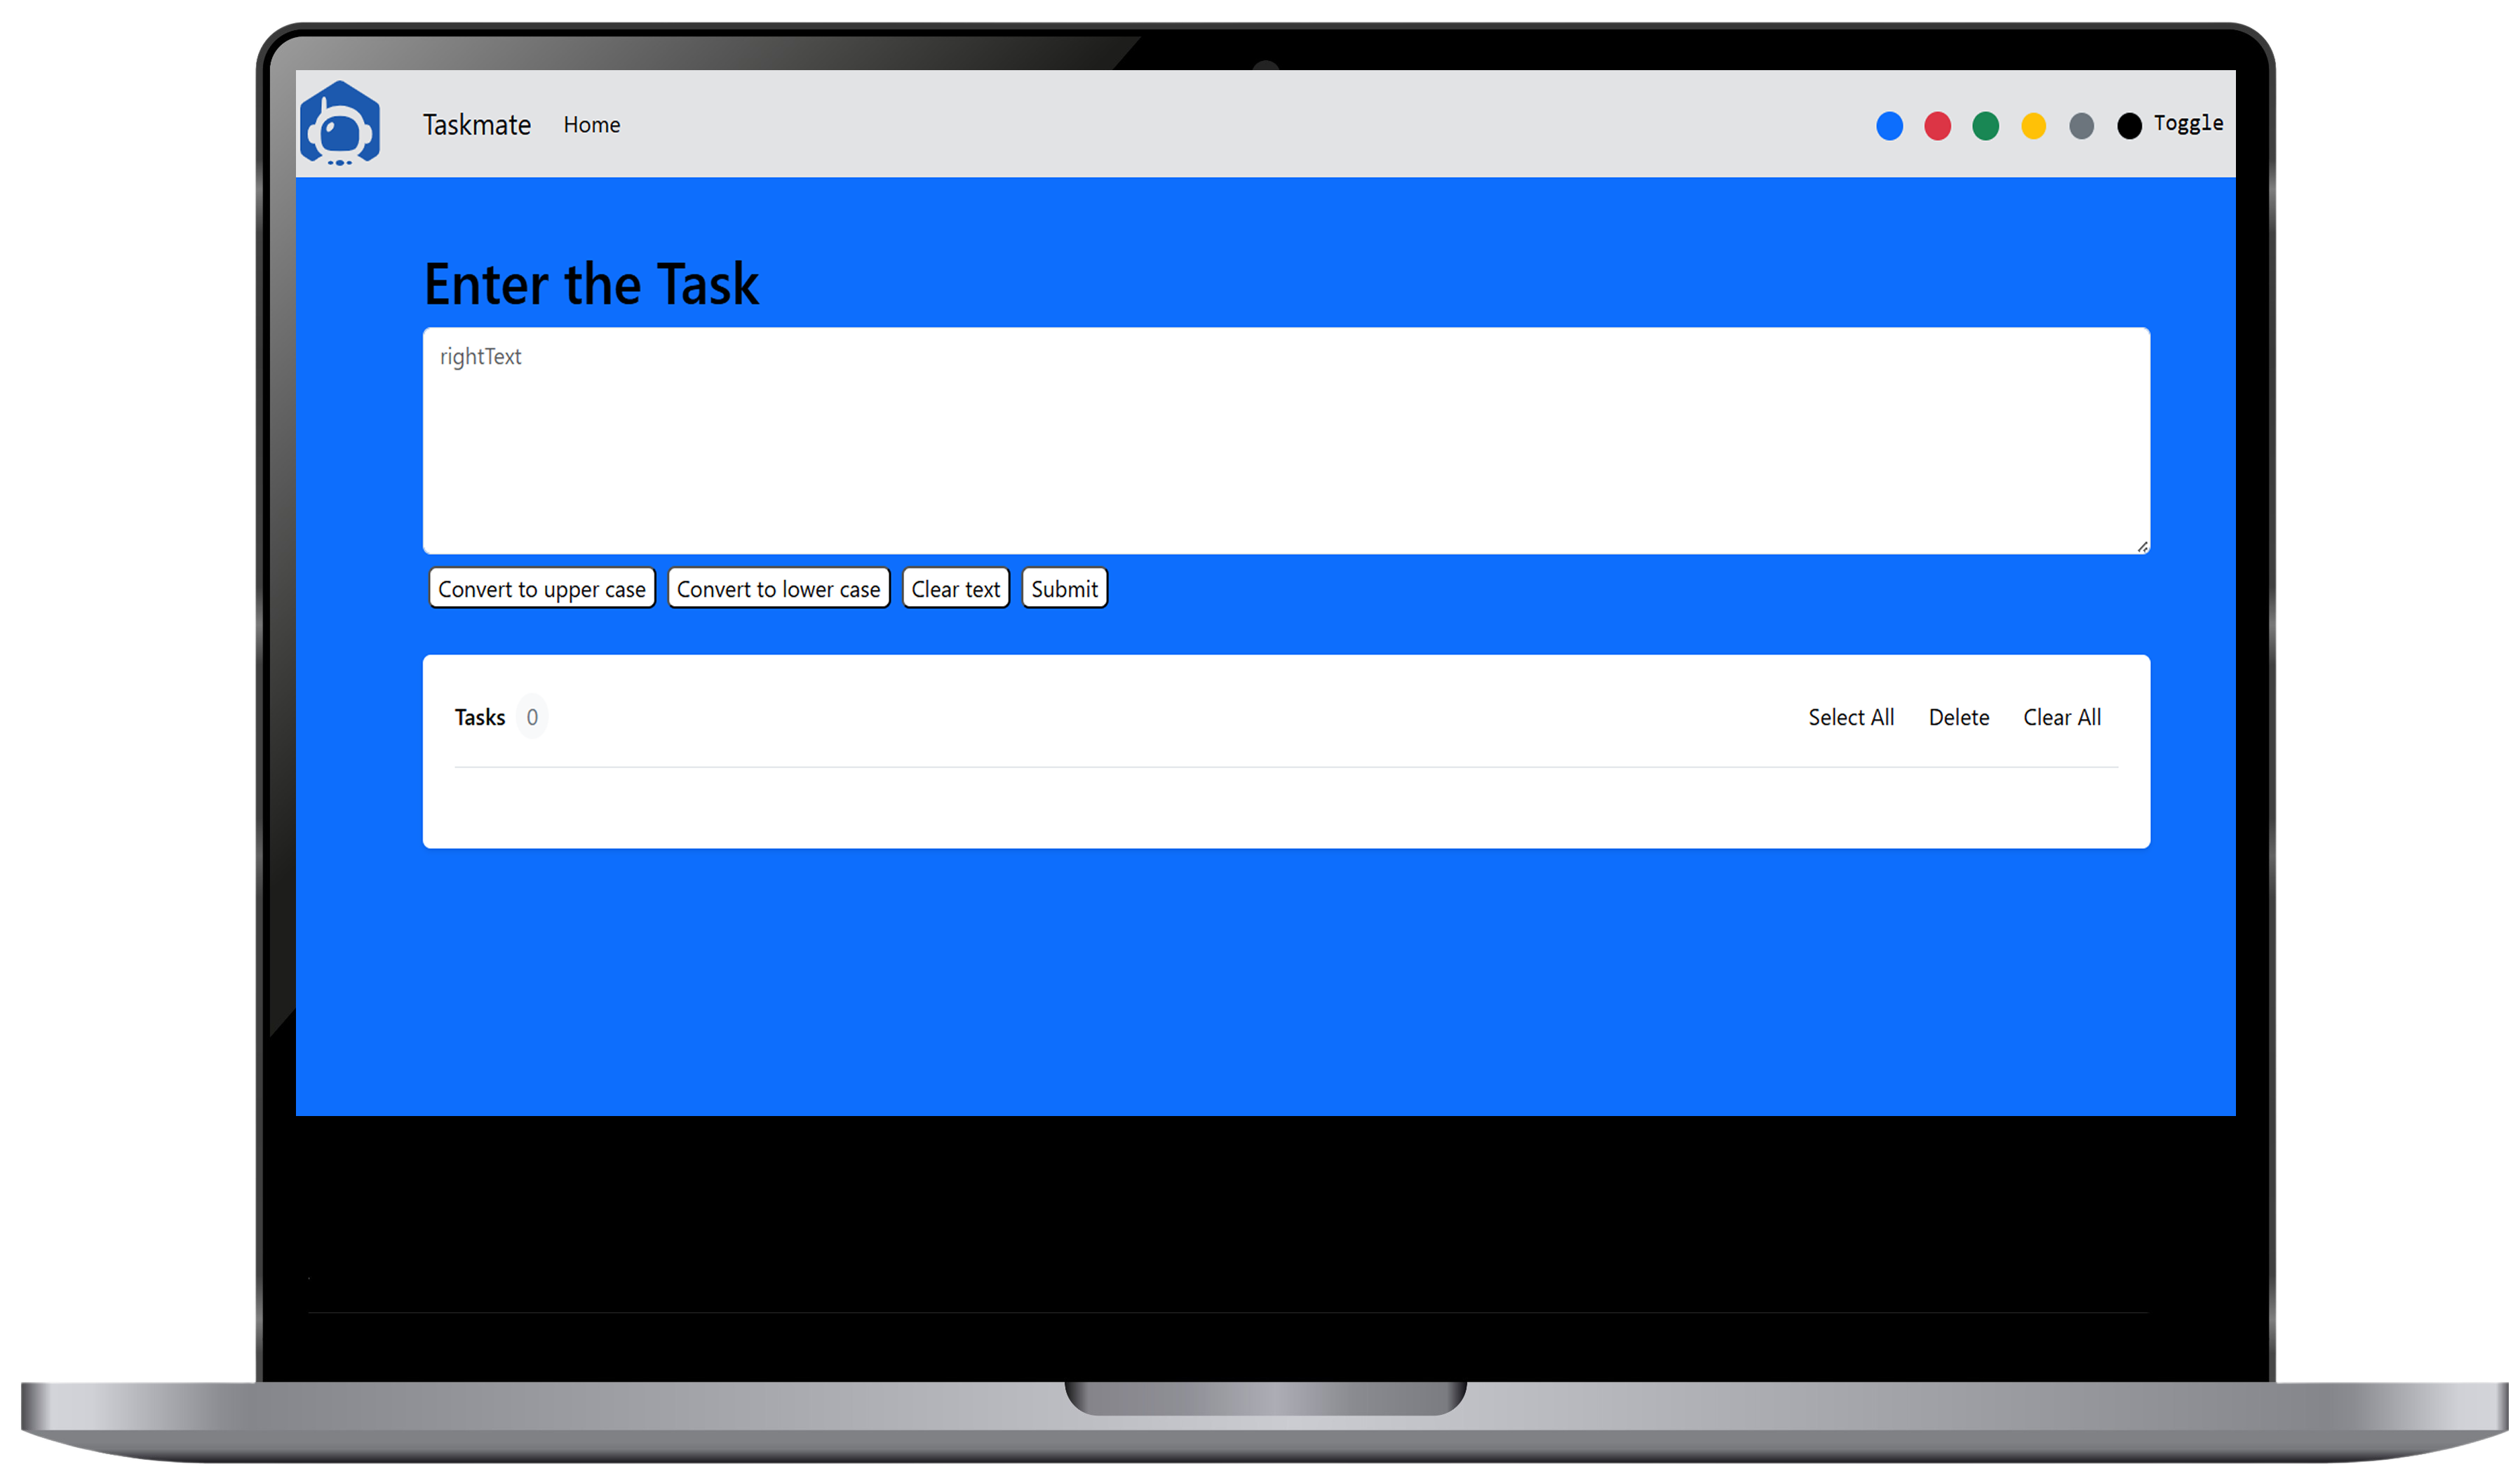 Taskmate Home Toggle
Enter the Task
rightText
Convert to upper case Convert to lower case Clear text Submit
Tasks 0 Select All Delete Clear All